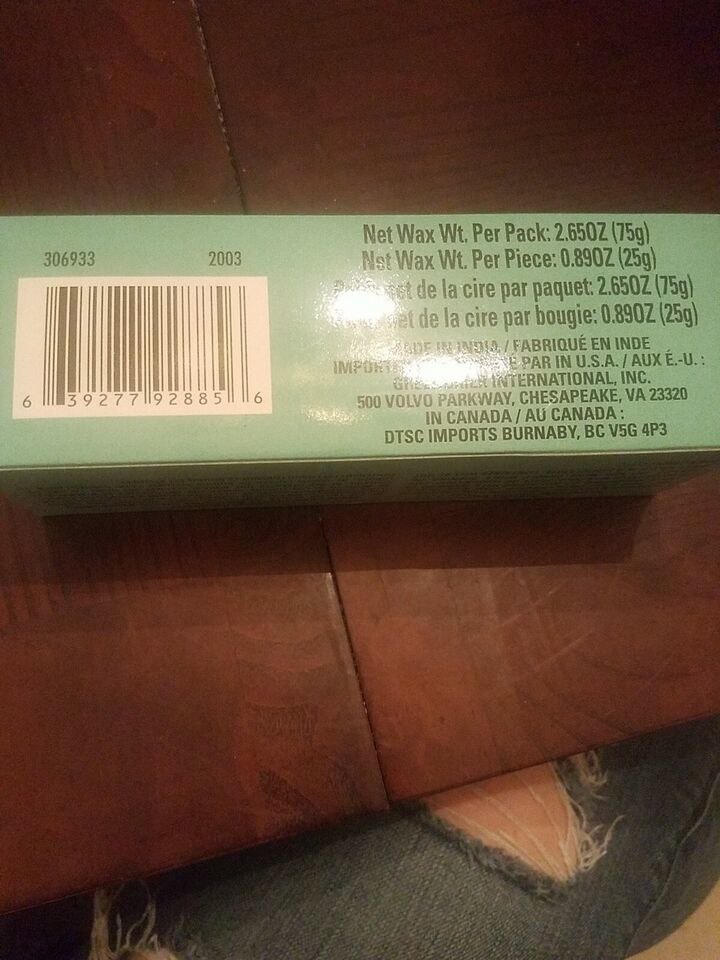 306933 2003
6 39277 92885 6
Net Wax Wt. Per Pack: 2.65OZ (75g)
Net Wax Wt. Per Piece: 0.89OZ (25g)
de la cire par paquet: 2.65OZ (75g)
de la cire par bougie: 0.89OZ (25g)
MADE IN INDIA / FABRIQUÉ EN INDE
PAR IN U.S.A. / AUX É.-U. :
INTERNATIONAL, INC.
500 VOLVO PARKWAY, CHESAPEAKE, VA 23320
IN CANADA / AU CANADA :
DTSC IMPORTS BURNABY, BC V5G 4P3